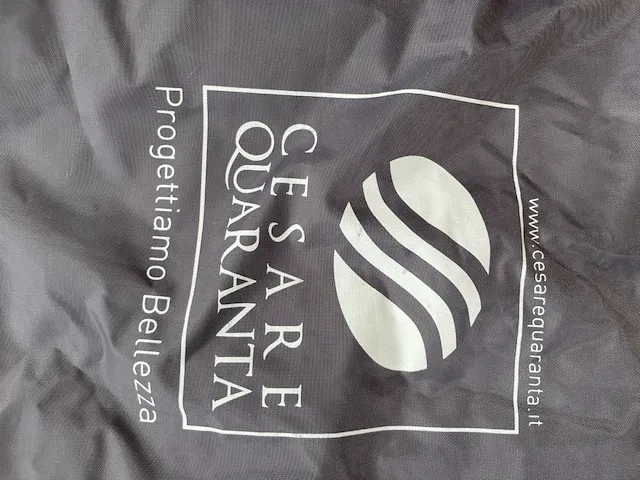 www.cesarequaranta.it
CESARE
QUARANTA
Progettiamo Bellezza